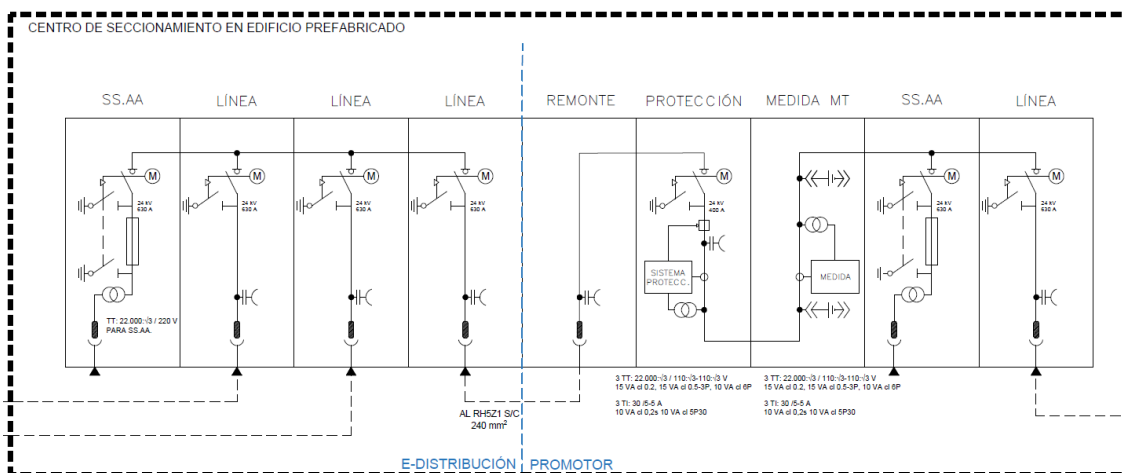 CENTRO DE SECCIONAMIENTO EN EDIFICIO PREFABRICADO
SS.AA
LÍNEA
LÍNEA
LÍNEA
REMONTE
PROTECCIÓN
MEDIDA MT
SS.AA
LÍNEA
M
M
M
M
M
M
M
24 kV
630 A
24 kV
630 A
24 kV
630 A
24 kV
630 A
24 kV
400 A
24 kV
630 A
24 kV
630 A
SISTEMA
PROTECC.
MEDIDA
TT: 22.000:√3 / 220 V
PARA SS.AA.
3 TT: 22.000:√3 / 110:√3-110:√3 V
15 VA cl 0.2, 15 VA cl 0.5-3P, 10 VA cl 6P
3 TI: 30 /5-5 A
10 VA cl 0,2s 10 VA cl 5P30
3 TT: 22.000:√3 / 110:√3-110:√3 V
15 VA cl 0.2, 15 VA cl 0.5-3P, 10 VA cl 6P
3 TI: 30 /5-5 A
10 VA cl 0,2s 10 VA cl 5P30
AL RH5Z1 S/C
240 mm²
E-DISTRIBUCIÓN
PROMOTOR